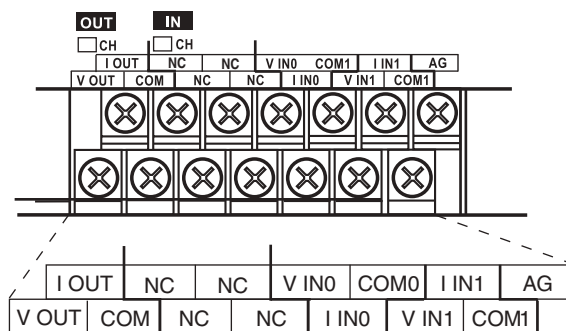 OUT IN
CH CH
I OUT NC NC V IN0 COM1 I IN1 AG
V OUT COM NC NC I IN0 V IN1 COM1
I OUT NC NC V IN0 COM0 I IN1 AG
V OUT COM NC NC I IN0 V IN1 COM1